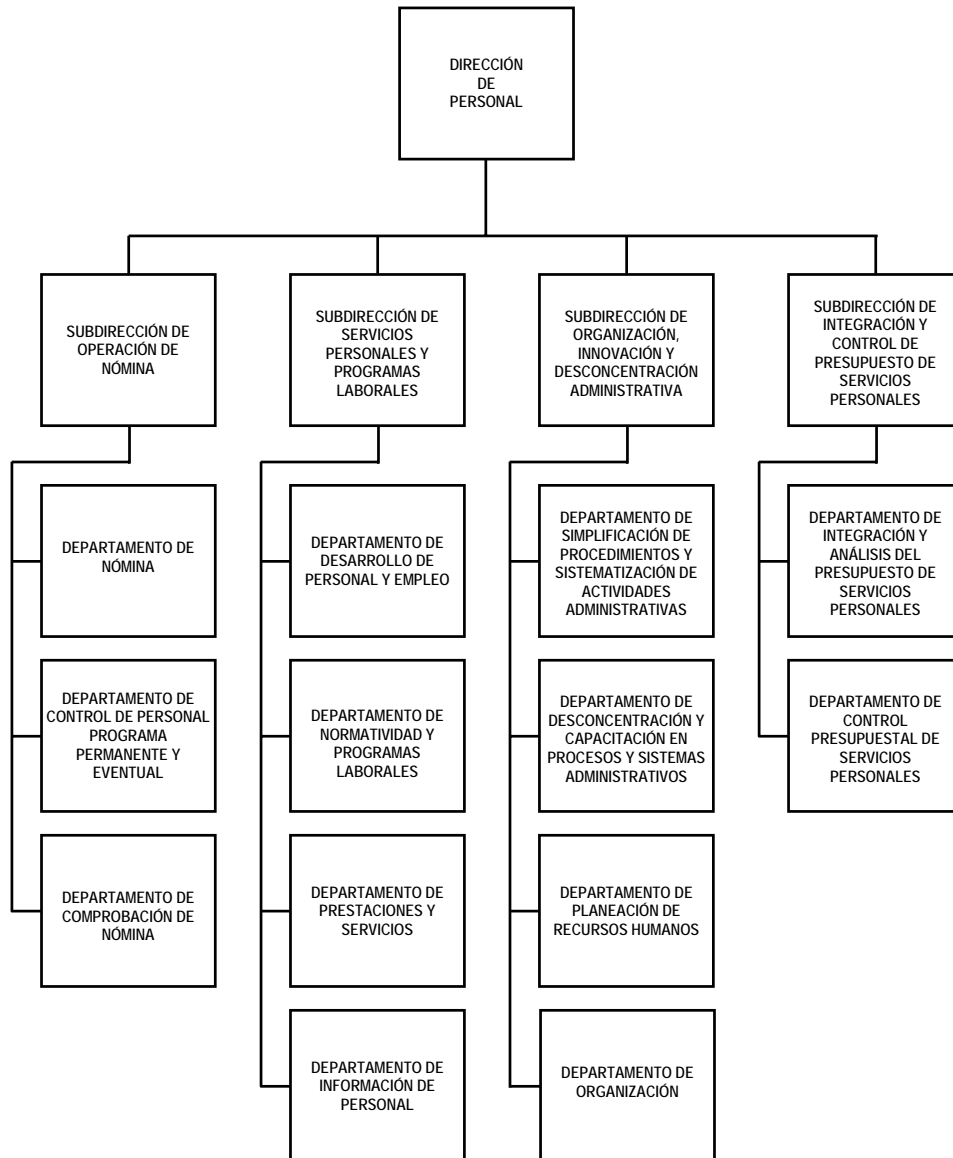 DIRECCIÓN
DE
PERSONAL
SUBDIRECCIÓN DE
OPERACIÓN DE
NÓMINA
SUBDIRECCIÓN DE
SERVICIOS
PERSONALES Y
PROGRAMAS
LABORALES
SUBDIRECCIÓN DE
ORGANIZACIÓN,
INNOVACIÓN Y
DESCONCENTRACIÓN
ADMINISTRATIVA
SUBDIRECCIÓN DE
INTEGRACIÓN Y
CONTROL DE
PRESUPUESTO DE
SERVICIOS
PERSONALES
DEPARTAMENTO DE
NÓMINA
DEPARTAMENTO DE
DESARROLLO DE
PERSONAL Y EMPLEO
DEPARTAMENTO DE
SIMPLIFICACIÓN DE
PROCEDIMIENTOS Y
SISTEMATIZACIÓN DE
ACTIVIDADES
ADMINISTRATIVAS
DEPARTAMENTO DE
INTEGRACIÓN Y
ANÁLISIS DEL
PRESUPUESTO DE
SERVICIOS
PERSONALES
DEPARTAMENTO DE
CONTROL DE PERSONAL
PROGRAMA
PERMANENTE Y
EVENTUAL
DEPARTAMENTO DE
NORMATIVIDAD Y
PROGRAMAS
LABORALES
DEPARTAMENTO DE
DESCONCENTRACIÓN Y
CAPACITACIÓN EN
PROCESOS Y SISTEMAS
ADMINISTRATIVOS
DEPARTAMENTO DE
CONTROL
PRESUPUESTAL DE
SERVICIOS
PERSONALES
DEPARTAMENTO DE
COMPROBACIÓN DE
NÓMINA
DEPARTAMENTO DE
PRESTACIONES Y
SERVICIOS
DEPARTAMENTO DE
PLANEACIÓN DE
RECURSOS HUMANOS
DEPARTAMENTO DE
INFORMACIÓN DE
PERSONAL
DEPARTAMENTO DE
ORGANIZACIÓN